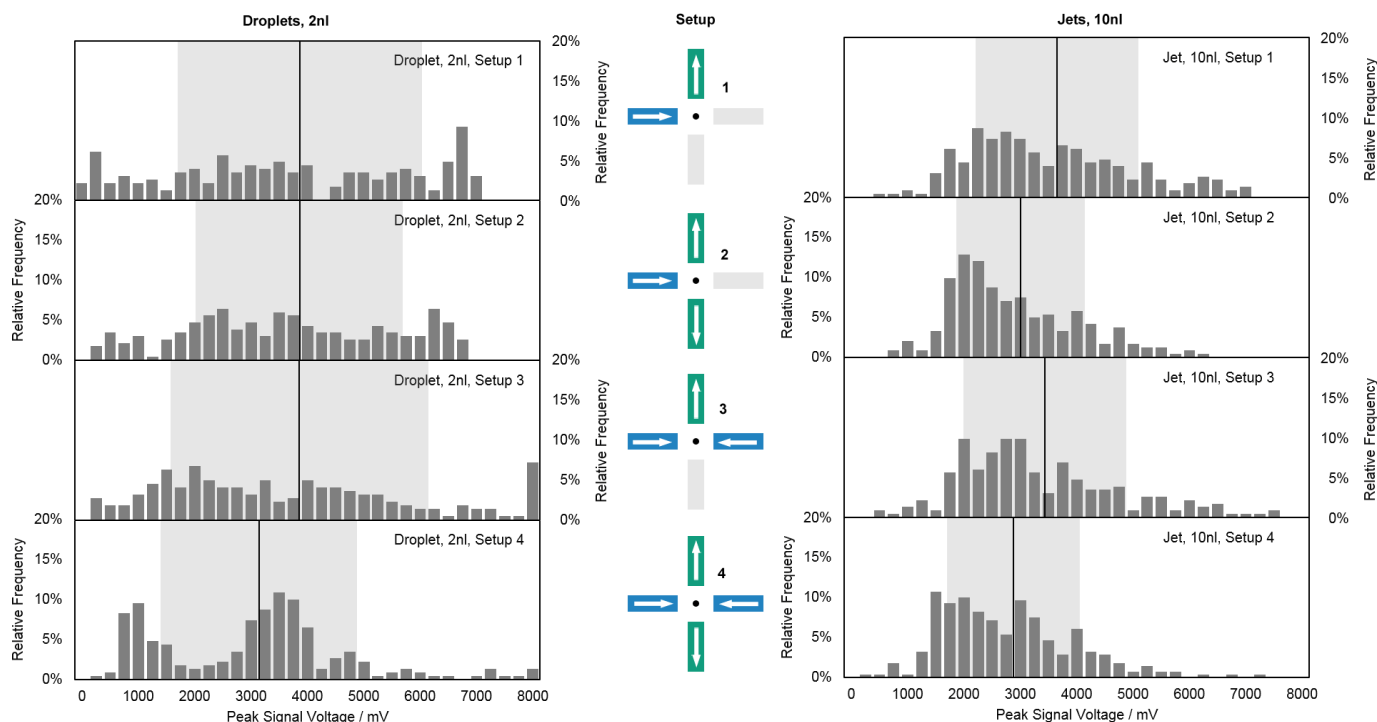 Droplets, 2nl
Setup
Jets, 10nl
20%
15%
10%
5%
0%
Relative Frequency
Droplet, 2nl, Setup 1
1
20%
15%
10%
5%
0%
Relative Frequency
Jet, 10nl, Setup 1
20%
15%
10%
5%
0%
Relative Frequency
Droplet, 2nl, Setup 2
2
20%
15%
10%
5%
0%
Relative Frequency
Jet, 10nl, Setup 2
Droplet, 2nl, Setup 3
20%
15%
10%
5%
0%
Relative Frequency
3
Jet, 10nl, Setup 3
20%
15%
10%
5%
0%
Relative Frequency
20%
15%
10%
5%
0%
Relative Frequency
Droplet, 2nl, Setup 4
4
20%
15%
10%
5%
0%
Relative Frequency
Jet, 10nl, Setup 4
0 1000 2000 3000 4000 5000 6000 7000 8000
Peak Signal Voltage / mV
0 1000 2000 3000 4000 5000 6000 7000 8000
Peak Signal Voltage / mV